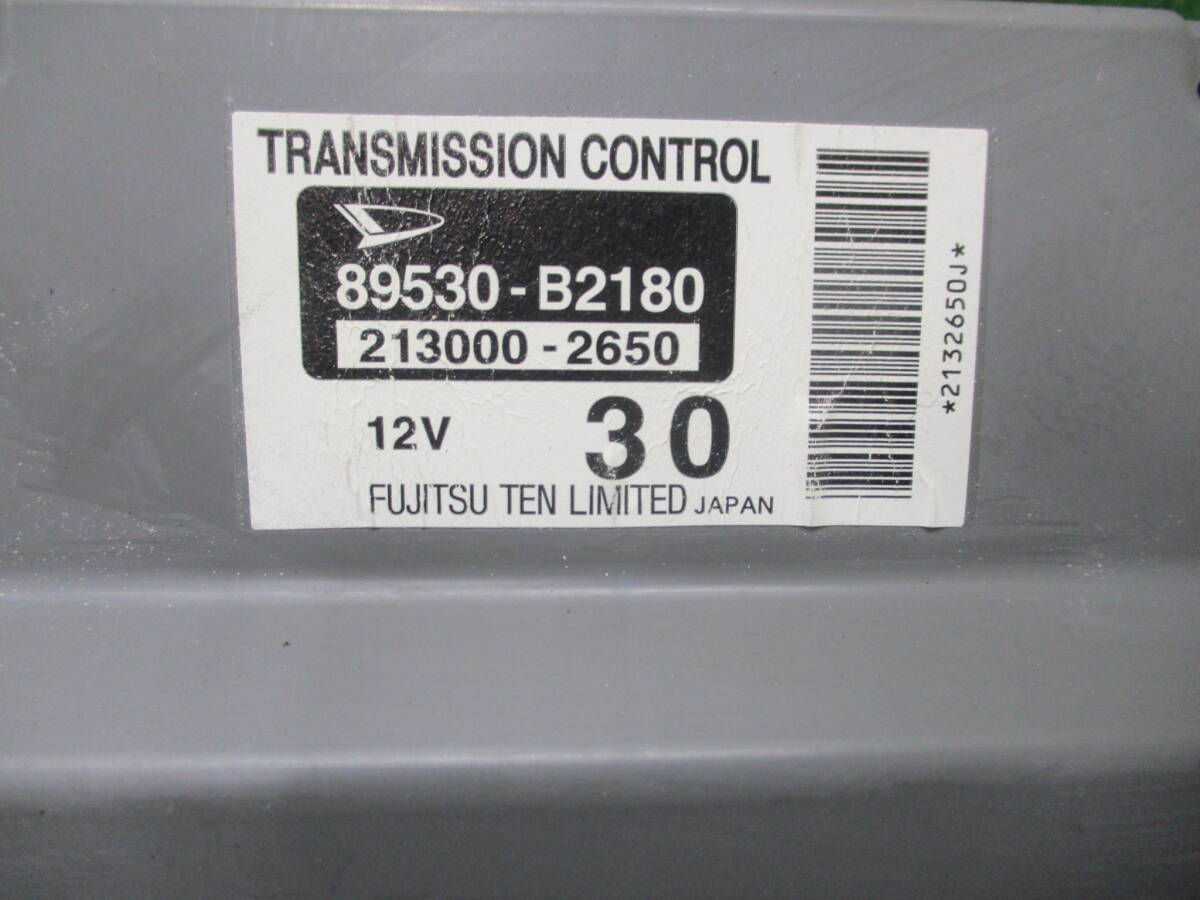 TRANSMISSION CONTROL
89530-B2180
213000-2650
12V
30
FUJITSU TEN LIMITED JAPAN
*2132650J*